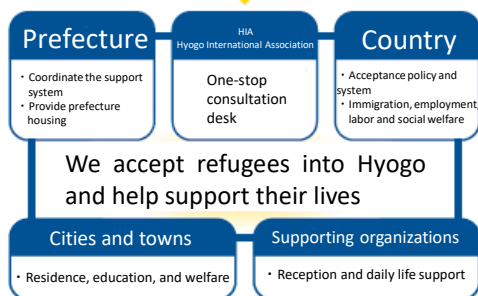 Prefecture
・Coordinate the support
system
・Provide prefecture
housing
HIA
Hyogo International Association
One-stop
consultation
desk
Country
・Acceptance policy and
system
・Immigration, employment,
labor and social welfare
We accept refugees into Hyogo
and help support their lives
Cities and towns
・Residence, education, and welfare
Supporting organizations
・Reception and daily life support